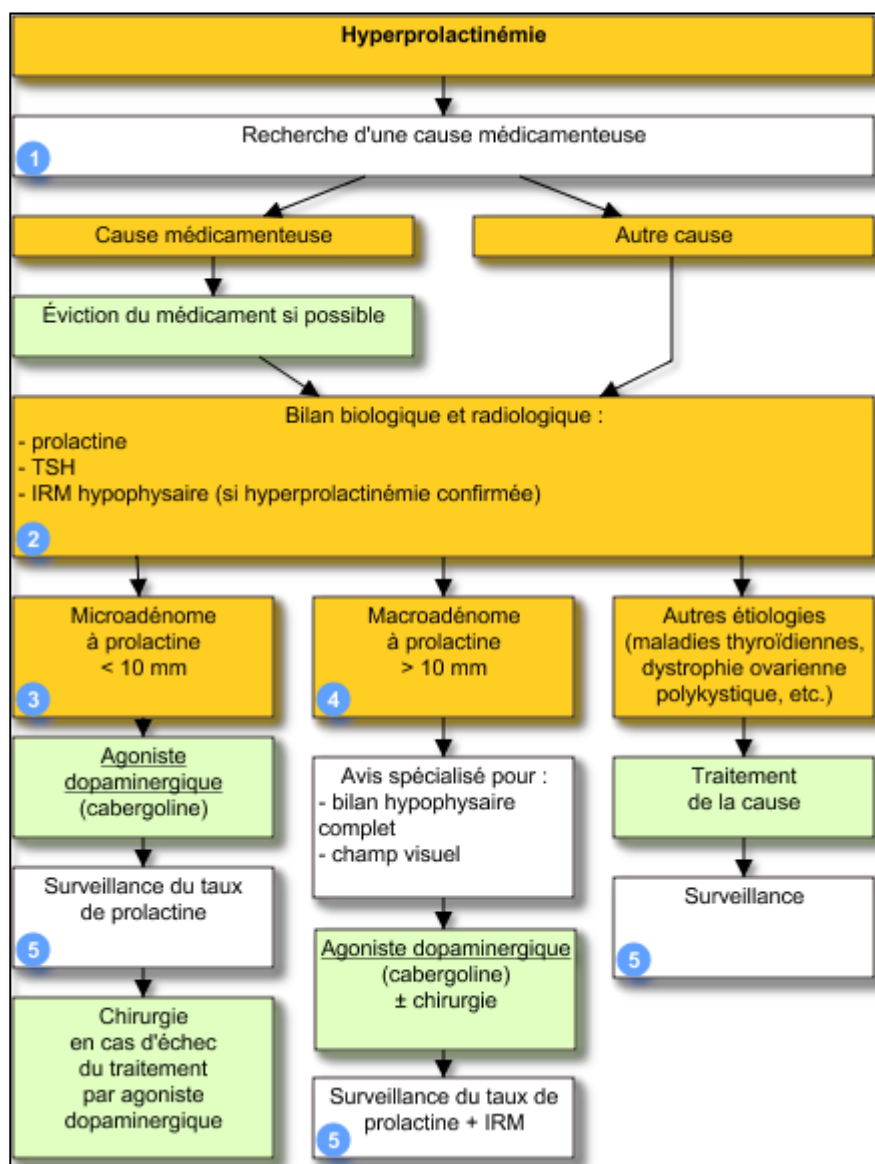 Hyperprolactinémie
Recherche d'une cause médicamenteuse
1
Cause médicamenteuse
Autre cause
Éviction du médicament si possible
Bilan biologique et radiologique :
- prolactine
- TSH
- IRM hypophysaire (si hyperprolactinémie confirmée)
2
Microadénome
à prolactine
< 10 mm
3
Macroadénome
à prolactine
> 10 mm
4
Autres étiologies
(maladies thyroïdiennes,
dystrophie ovarienne
polykystique, etc.)
Agoniste
dopaminergique
(cabergoline)
Avis spécialisé pour :
- bilan hypophysaire
complet
- champ visuel
Traitement
de la cause
Surveillance du taux
de prolactine
5
Surveillance
5
Agoniste dopaminergique
(cabergoline)
± chirurgie
Chirurgie
en cas d'échec
du traitement
par agoniste
dopaminergique
Surveillance du taux de
prolactine + IRM
5